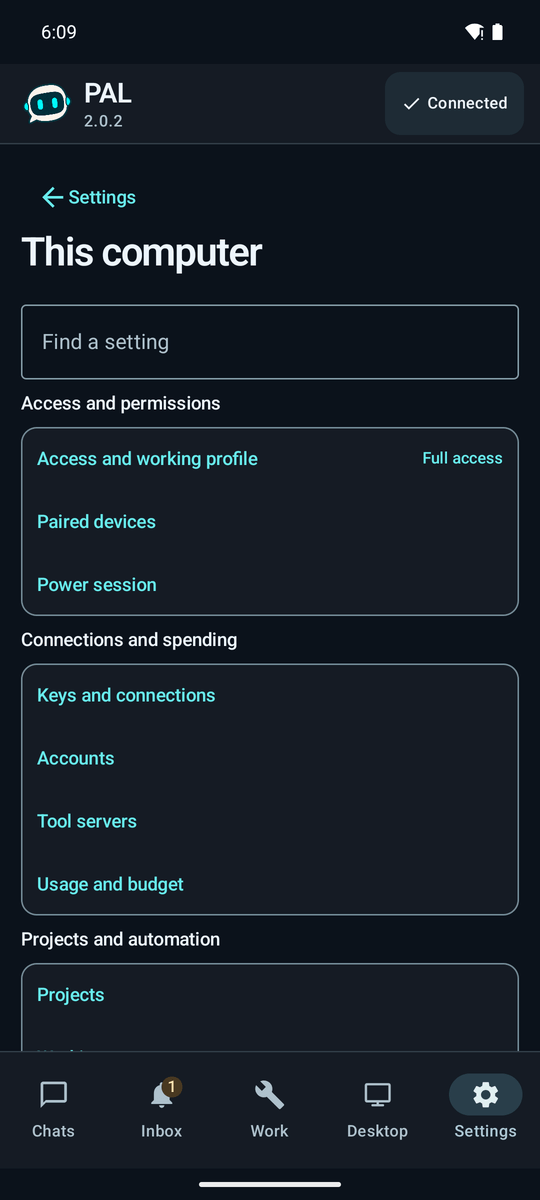 6:09
PAL
2.0.2
Connected
Settings
This computer
Find a setting
Access and permissions
Access and working profile
Full access
Paired devices
Power session
Connections and spending
Keys and connections
Accounts
Tool servers
Usage and budget
Projects and automation
Projects
1
Chats
Inbox
Work
Desktop
Settings